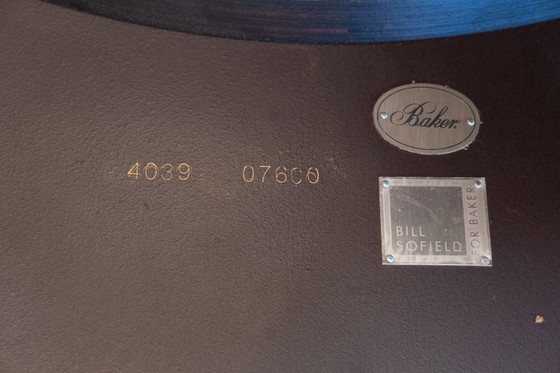 Baker.
4039 07600
BILL
SOFIELD
FOR BAKER